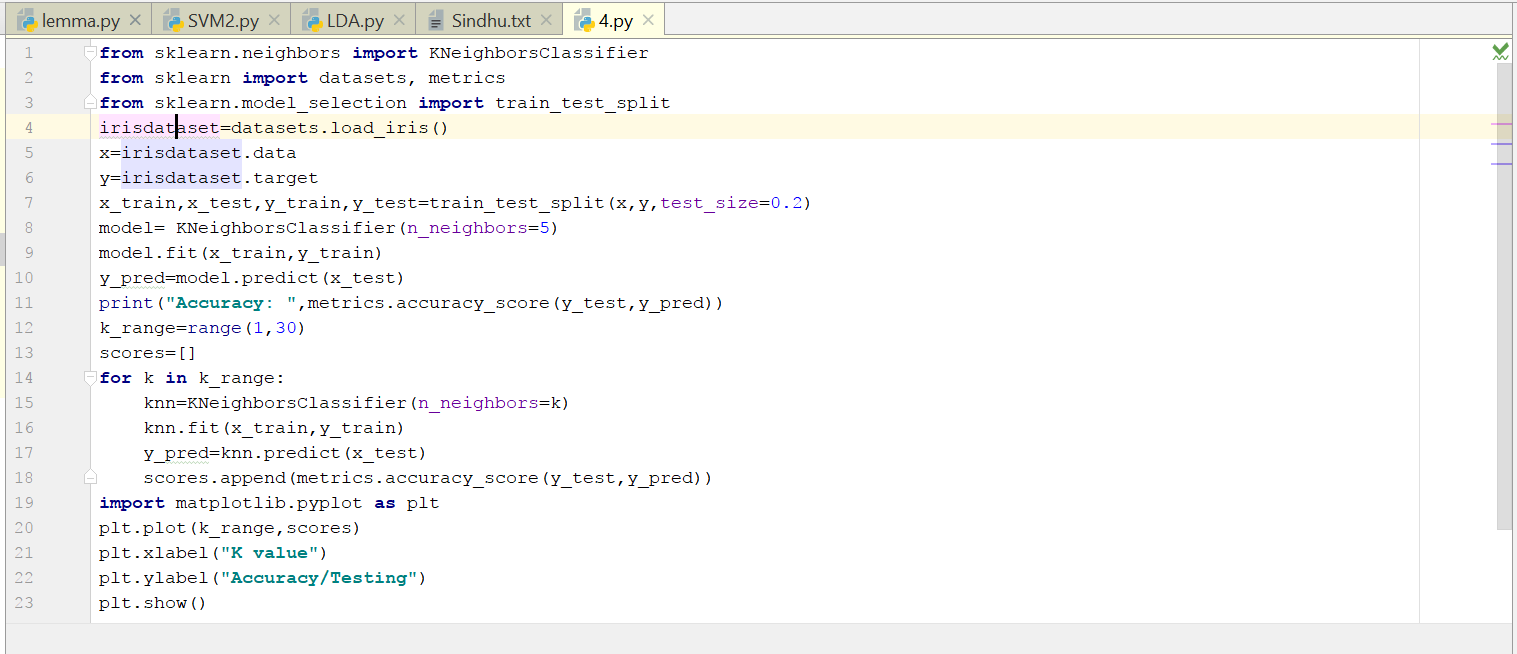 lemma.py SVM2.py LDA.py Sindhu.txt 4.py
1 from sklearn.neighbors import KNeighborsClassifier
2 from sklearn import datasets, metrics
3 from sklearn.model_selection import train_test_split
4 irisdataset=datasets.load_iris()
5 x=irisdataset.data
6 y=irisdataset.target
7 x_train,x_test,y_train,y_test=train_test_split(x,y,test_size=0.2)
8 model= KNeighborsClassifier(n_neighbors=5)
9 model.fit(x_train,y_train)
10 y_pred=model.predict(x_test)
11 print("Accuracy: ",metrics.accuracy_score(y_test,y_pred))
12 k_range=range(1,30)
13 scores=[]
14 for k in k_range:
15     knn=KNeighborsClassifier(n_neighbors=k)
16     knn.fit(x_train,y_train)
17     y_pred=knn.predict(x_test)
18     scores.append(metrics.accuracy_score(y_test,y_pred))
19 import matplotlib.pyplot as plt
20 plt.plot(k_range,scores)
21 plt.xlabel("K value")
22 plt.ylabel("Accuracy/Testing")
23 plt.show()